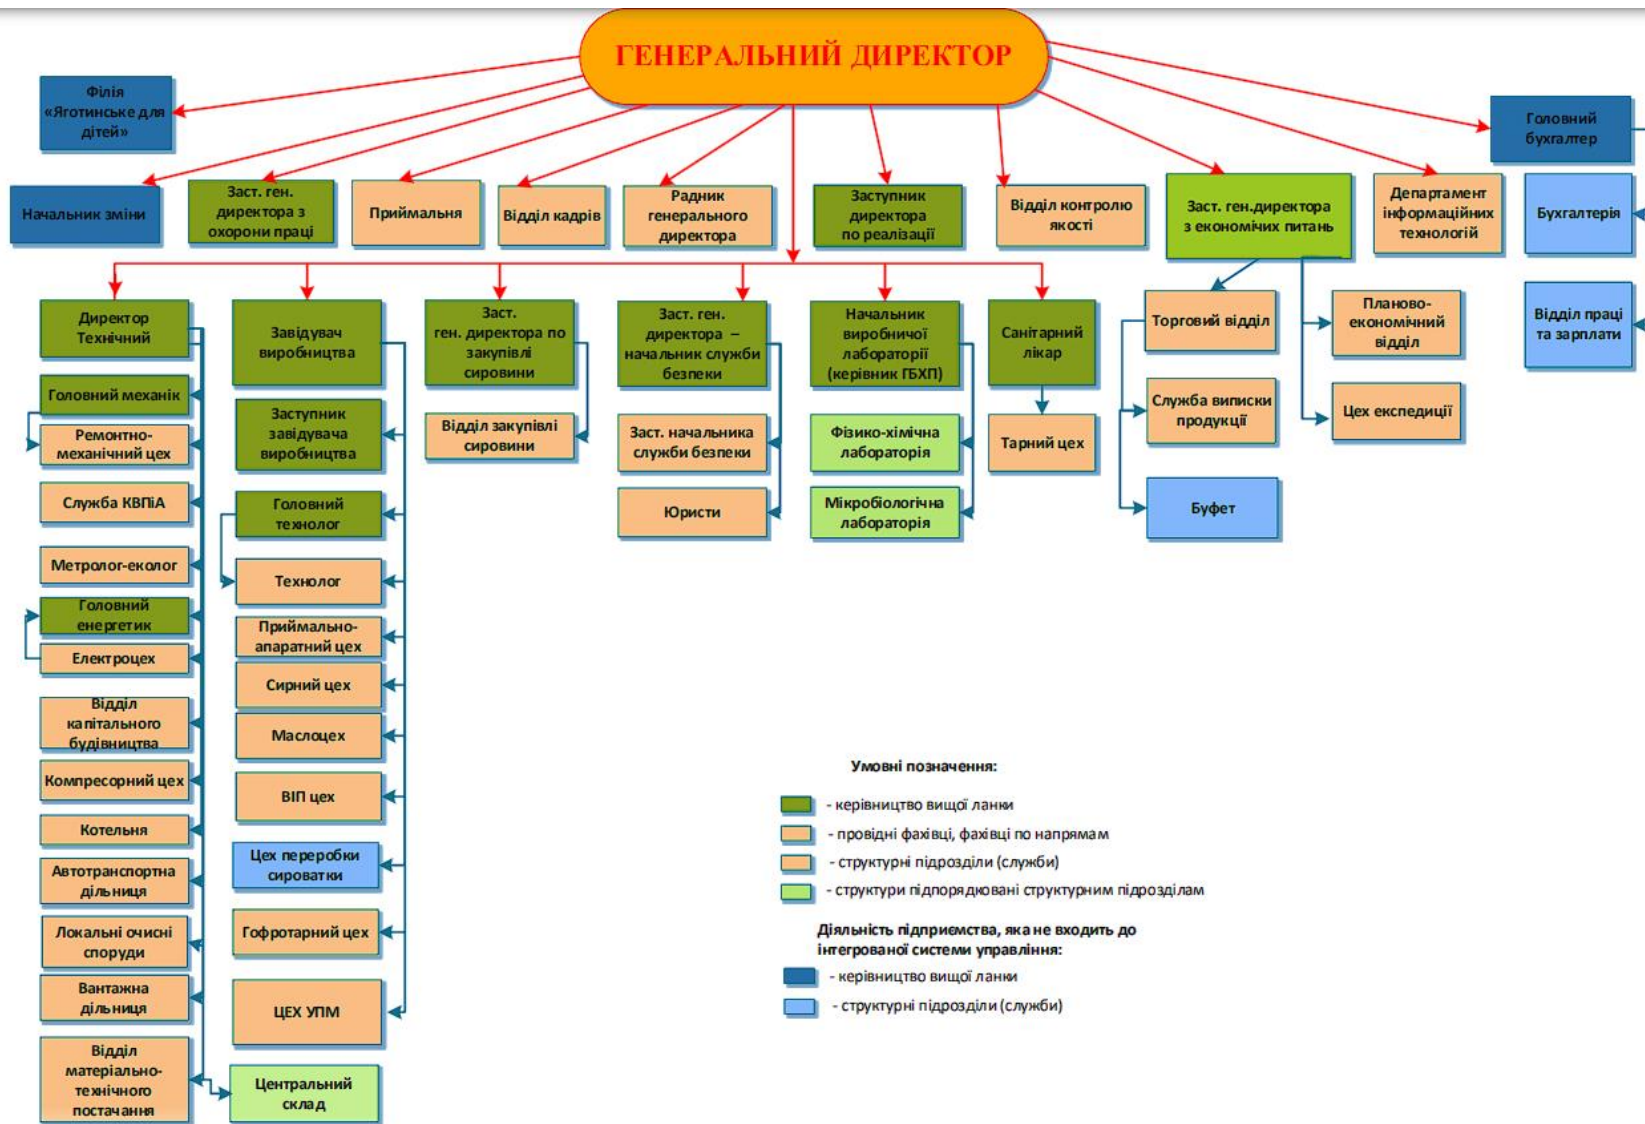 ГЕНЕРАЛЬНИЙ ДИРЕКТОР
Філія
«Яготинське для
дітей»
Головний
бухгалтер
Начальник зміни
Заст. ген.
директора з
охорони праці
Приймальня
Відділ кадрів
Радник
генерального
директора
Заступник
директора
по реалізації
Відділ контролю
якості
Заст. ген.директора
з економічих питань
Департамент
інформаційних
технологій
Бухгалтерія
Відділ праці
та зарплати
Директор
Технічний
Головний механік
Ремонтно-
механічний цех
Служба КВПіА
Метролог-еколог
Головний
енергетик
Електроцех
Відділ
капітального
будівництва
Компресорний цех
Котельня
Автотранспортна
дільниця
Локальні очисні
споруди
Вантажна
дільниця
Відділ
матеріально-
технічного
постачання
Завідувач
виробництва
Заступник
завідувача
виробництва
Головний
технолог
Технолог
Приймально-
апаратний цех
Сирний цех
Маслоцех
ВІП цех
Цех переробки
сироватки
Гофротарний цех
ЦЕХ УПМ
Центральний
склад
Заст.
ген. директора по
закупівлі
сировини
Відділ закупівлі
сировини
Заст. ген.
директора –
начальник служби
безпеки
Заст. начальника
служби безпеки
Юристи
Начальник
виробничої
лабораторії
(керівник ГБХП)
Фізико-хімічна
лабораторія
Мікробіологічна
лабораторія
Санітарний
лікар
Тарний цех
Торговий відділ
Служба виписки
продукції
Буфет
Планово-
економічний
відділ
Цех експедиції
Умовні позначення:
- керівництво вищої ланки
- провідні фахівці, фахівці по напрямам
- структурні підрозділи (служби)
- структури підпорядковані структурним підрозділам
Діяльність підприємства, яка не входить до
інтегрованої системи управління:
- керівництво вищої ланки
- структурні підрозділи (служби)